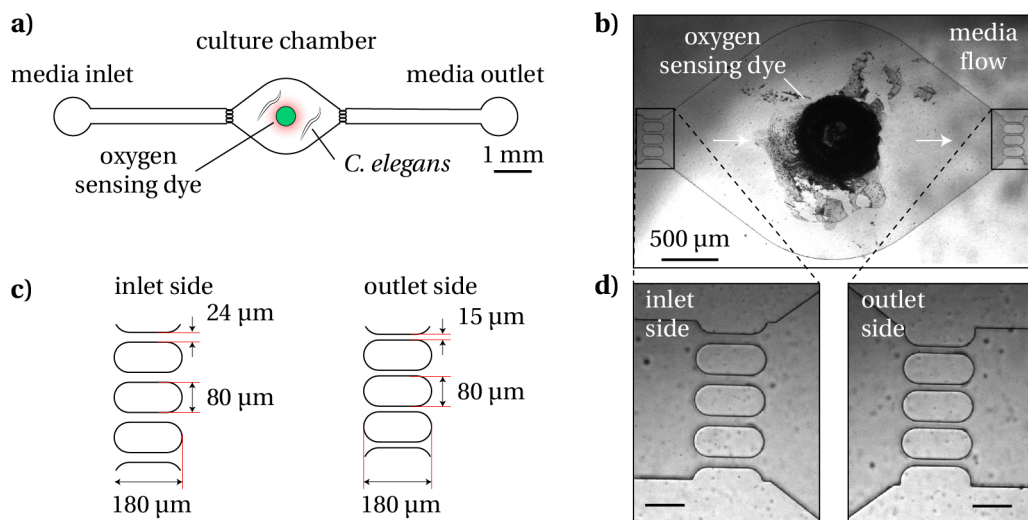 a)
culture chamber
media inlet
media outlet
oxygen
sensing dye
C. elegans
1 mm
b)
oxygen
sensing dye
media
flow
500 µm
c)
inlet side
24 µm
80 µm
180 µm
outlet side
15 µm
80 µm
180 µm
d)
inlet
side
outlet
side